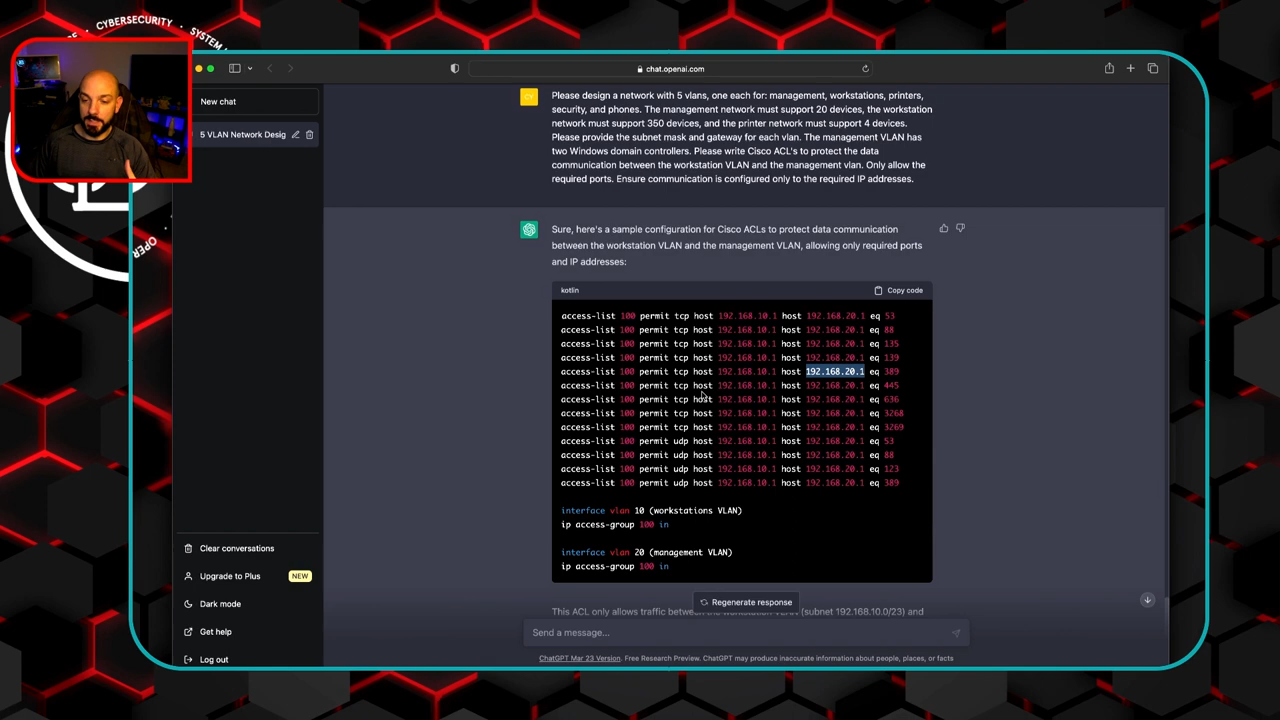 CYBERSECURITY
SYSTEM
OPER
chat.openai.com
New chat
5 VLAN Network Desig
Please design a network with 5 vlans, one each for: management, workstations, printers,
security, and phones. The management network must support 20 devices, the workstation
network must support 350 devices, and the printer network must support 4 devices.
Please provide the subnet mask and gateway for each vlan. The management VLAN has
two Windows domain controllers. Please write Cisco ACL's to protect the data
communication between the workstation VLAN and the management vlan. Only allow the
required ports. Ensure communication is configured only to the required IP addresses.
Sure, here's a sample configuration for Cisco ACLs to protect data communication
between the workstation VLAN and the management VLAN, allowing only required ports
and IP addresses:
kotlin
Copy code
access-list 100 permit tcp host 192.168.10.1 host 192.168.20.1 eq 53
access-list 100 permit tcp host 192.168.10.1 host 192.168.20.1 eq 88
access-list 100 permit tcp host 192.168.10.1 host 192.168.20.1 eq 135
access-list 100 permit tcp host 192.168.10.1 host 192.168.20.1 eq 139
access-list 100 permit tcp host 192.168.10.1 host 192.168.20.1 eq 389
access-list 100 permit tcp host 192.168.10.1 host 192.168.20.1 eq 445
access-list 100 permit tcp host 192.168.10.1 host 192.168.20.1 eq 636
access-list 100 permit tcp host 192.168.10.1 host 192.168.20.1 eq 3268
access-list 100 permit tcp host 192.168.10.1 host 192.168.20.1 eq 3269
access-list 100 permit udp host 192.168.10.1 host 192.168.20.1 eq 53
access-list 100 permit udp host 192.168.10.1 host 192.168.20.1 eq 88
access-list 100 permit udp host 192.168.10.1 host 192.168.20.1 eq 123
access-list 100 permit udp host 192.168.10.1 host 192.168.20.1 eq 389
interface vlan 10 (workstations VLAN)
ip access-group 100 in
interface vlan 20 (management VLAN)
ip access-group 100 in
This ACL only allows traffic between the workstation VLAN (subnet 192.168.10.0/23) and
Regenerate response
Send a message...
ChatGPT Mar 23 Version. Free Research Preview. ChatGPT may produce inaccurate information about people, places, or facts
Clear conversations
Upgrade to Plus NEW
Dark mode
Get help
Log out